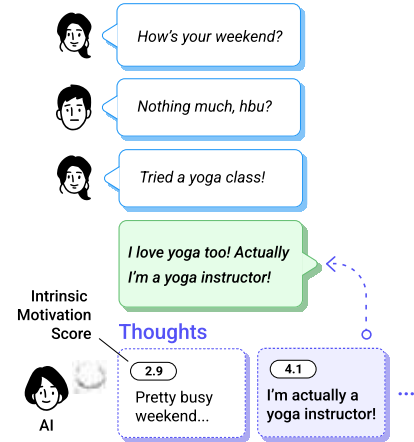 How's your weekend?
Nothing much, hbu?
Tried a yoga class!
I love yoga too! Actually
I'm a yoga instructor!
Intrinsic
Motivation
Score
Thoughts
2.9
Pretty busy
weekend...
4.1
I'm actually a
yoga instructor!
...
AI